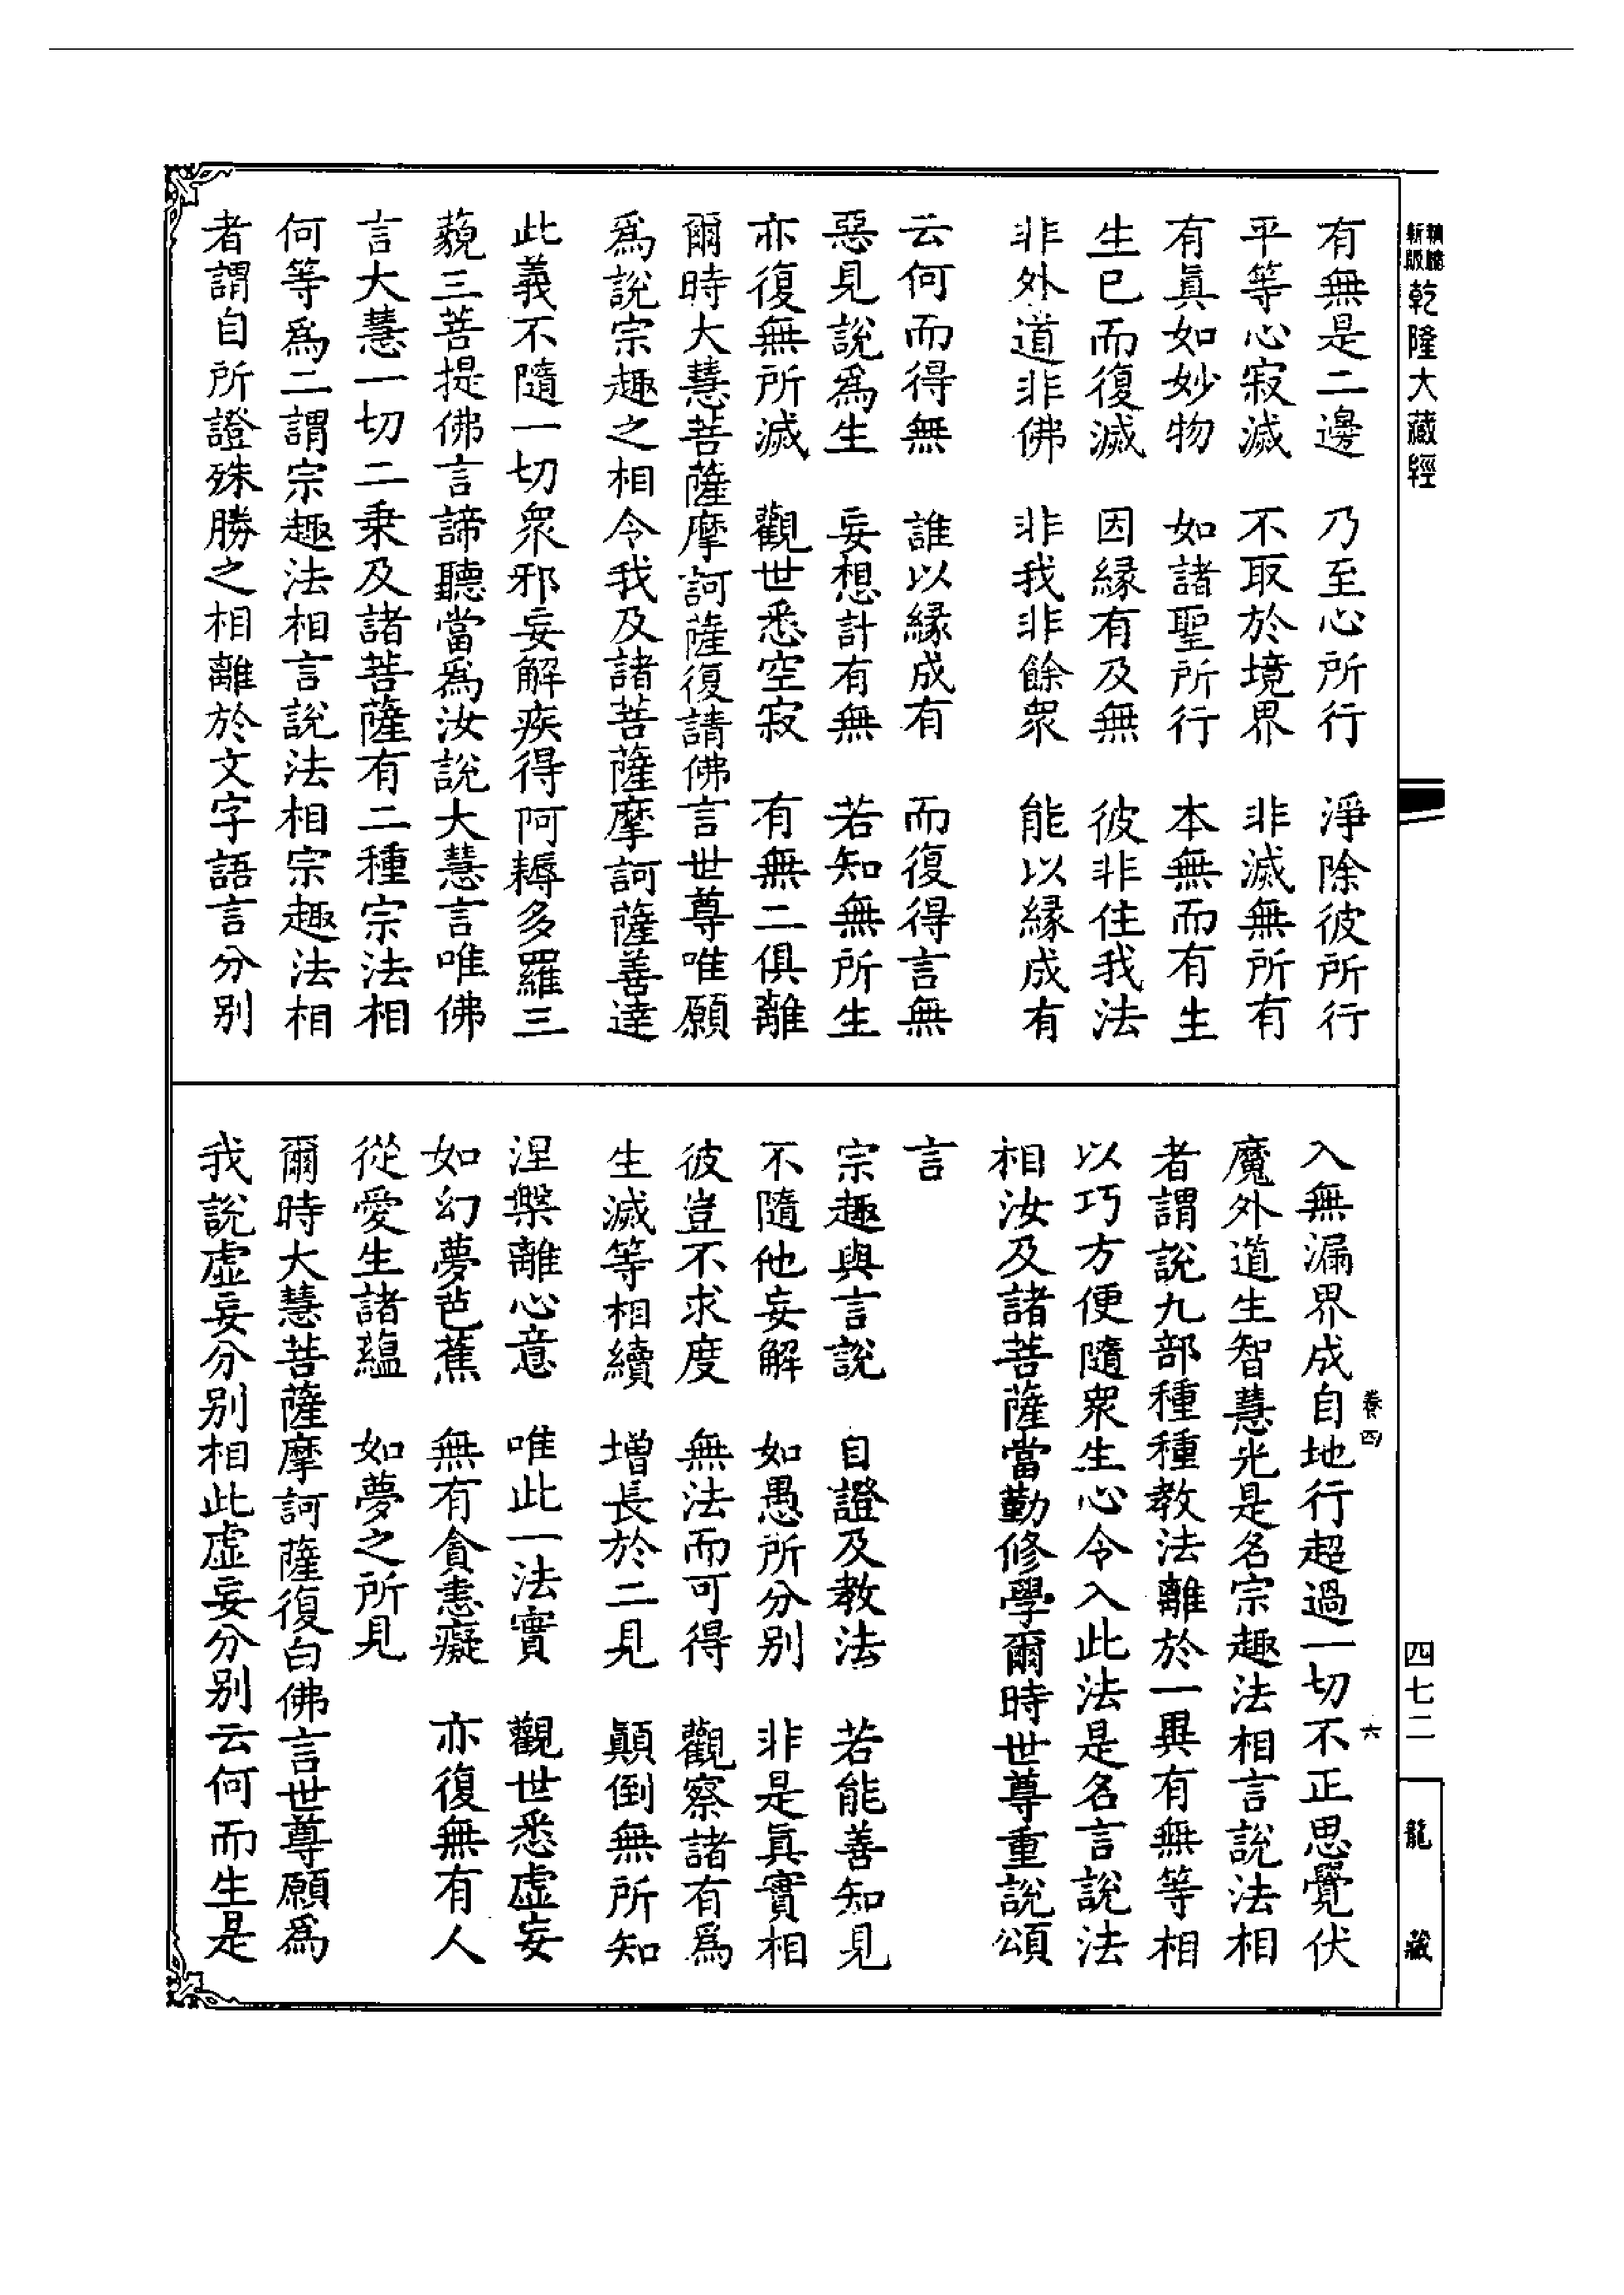 乾隆大藏經
有無是二邊　乃至心所行　淨除彼所行
平等心寂滅　不取於境界　非滅無所有
有眞如妙物　如諸聖所行　本無而有生
生已而復滅　因緣有及無　彼非住我法
非外道非佛　非我非餘衆　能以緣成有
云何而得無　誰以緣成有　而復得言無
惡見說爲生　妄想計有無　若知無所生
亦復無所滅　觀世悉空寂　有無二俱離
爾時大慧菩薩摩訶薩復請佛言世尊唯願
爲說宗趣之相令我及諸菩薩摩訶薩善達
此義不隨一切衆邪妄解疾得阿耨多羅三
藐三菩提佛言諦聽當爲汝說大慧言唯佛
言大慧一切二乗及諸菩薩有二種宗法相
何等爲二謂宗趣法相言說法相宗趣法相
者謂自所證殊勝之相離於文字語言分别
入無漏界成自地行超過一切不正思覺伏
魔外道生智慧光是名宗趣法相言說法相
者謂說九部種種教法離於一異有無等相
以巧方便隨衆生心令入此法是名言說法
相汝及諸菩薩當勤修學爾時世尊重說頌
言
宗趣與言說　自證及教法　若能善知見
不隨他妄解　如愚所分别　非是眞實相
彼豈不求度　無法而可得　觀察諸有爲
生滅等相續　增長於二見　顚倒無所知
涅槃離心意　唯此一法實　觀世悉虛妄
如幻夢芭蕉　無有貪恚癡　亦復無有人
從愛生諸蘊　如夢之所見
爾時大慧菩薩摩訶薩復白佛言世尊願爲
我說虛妄分别相此虛妄分别云何而生是
卷四
六
四七二
龍藏